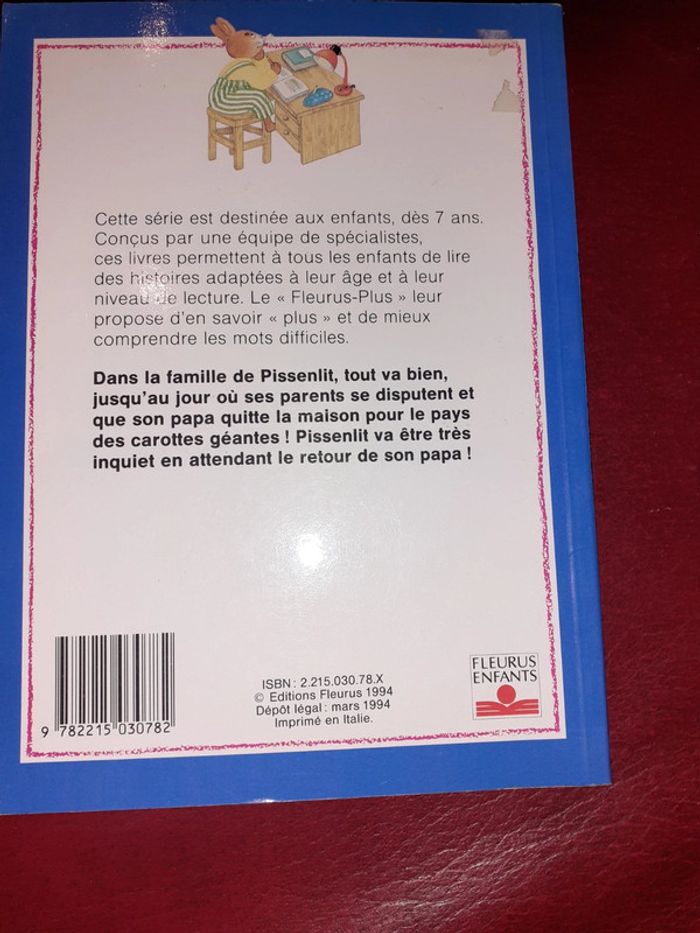 Cette série est destinée aux enfants, dès 7 ans.
Conçus par une équipe de spécialistes,
ces livres permettent à tous les enfants de lire
des histoires adaptées à leur âge et à leur
niveau de lecture. Le « Fleurus-Plus » leur
propose d'en savoir « plus » et de mieux
comprendre les mots difficiles.
Dans la famille de Pissenlit, tout va bien,
jusqu'au jour où ses parents se disputent et
que son papa quitte la maison pour le pays
des carottes géantes ! Pissenlit va être très
inquiet en attendant le retour de son papa !
ISBN : 2.215.030.78.X
© Editions Fleurus 1994
Dépôt légal : mars 1994
Imprimé en Italie.
9 782215 030782
FLEURUS
ENFANTS